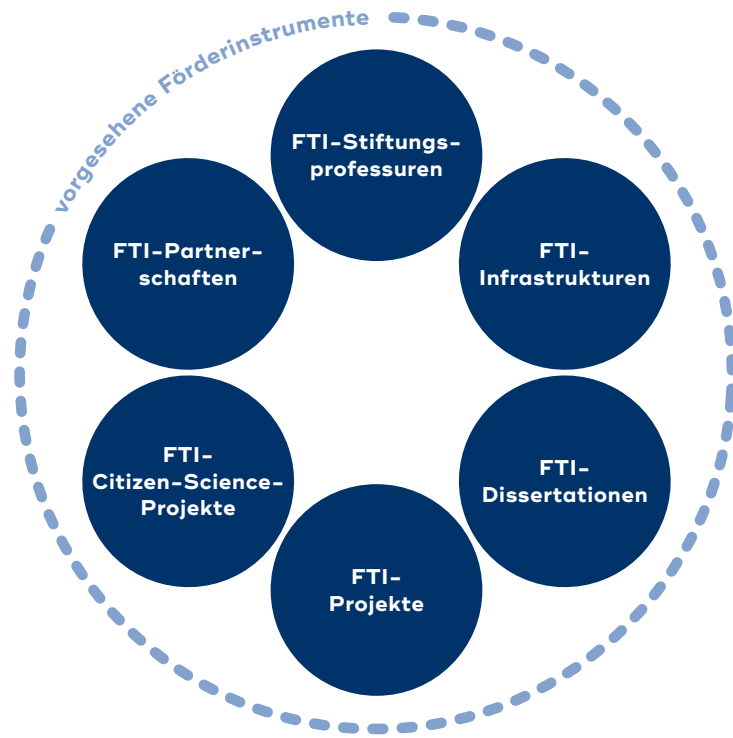 vorgesehene Förderinstrumente
FTI-Stiftungs-
professuren
FTI-Partner-
schaften
FTI-
Infrastrukturen
FTI-
Citizen-Science-
Projekte
FTI-
Dissertationen
FTI-
Projekte